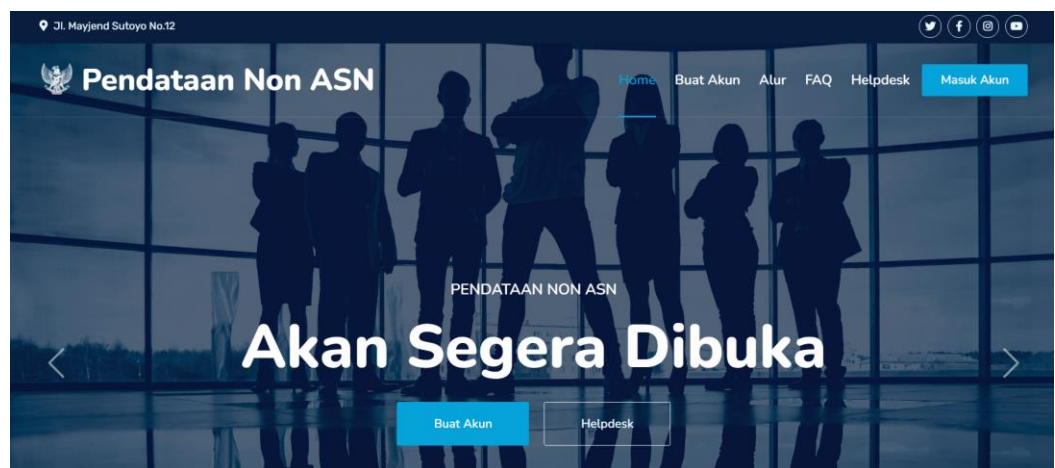 Jl. Mayjend Sutoyo No.12
Pendataan Non ASN
Home Buat Akun Alur FAQ Helpdesk Masuk Akun
PENDATAAN NON ASN
Akan Segera Dibuka
Buat Akun Helpdesk